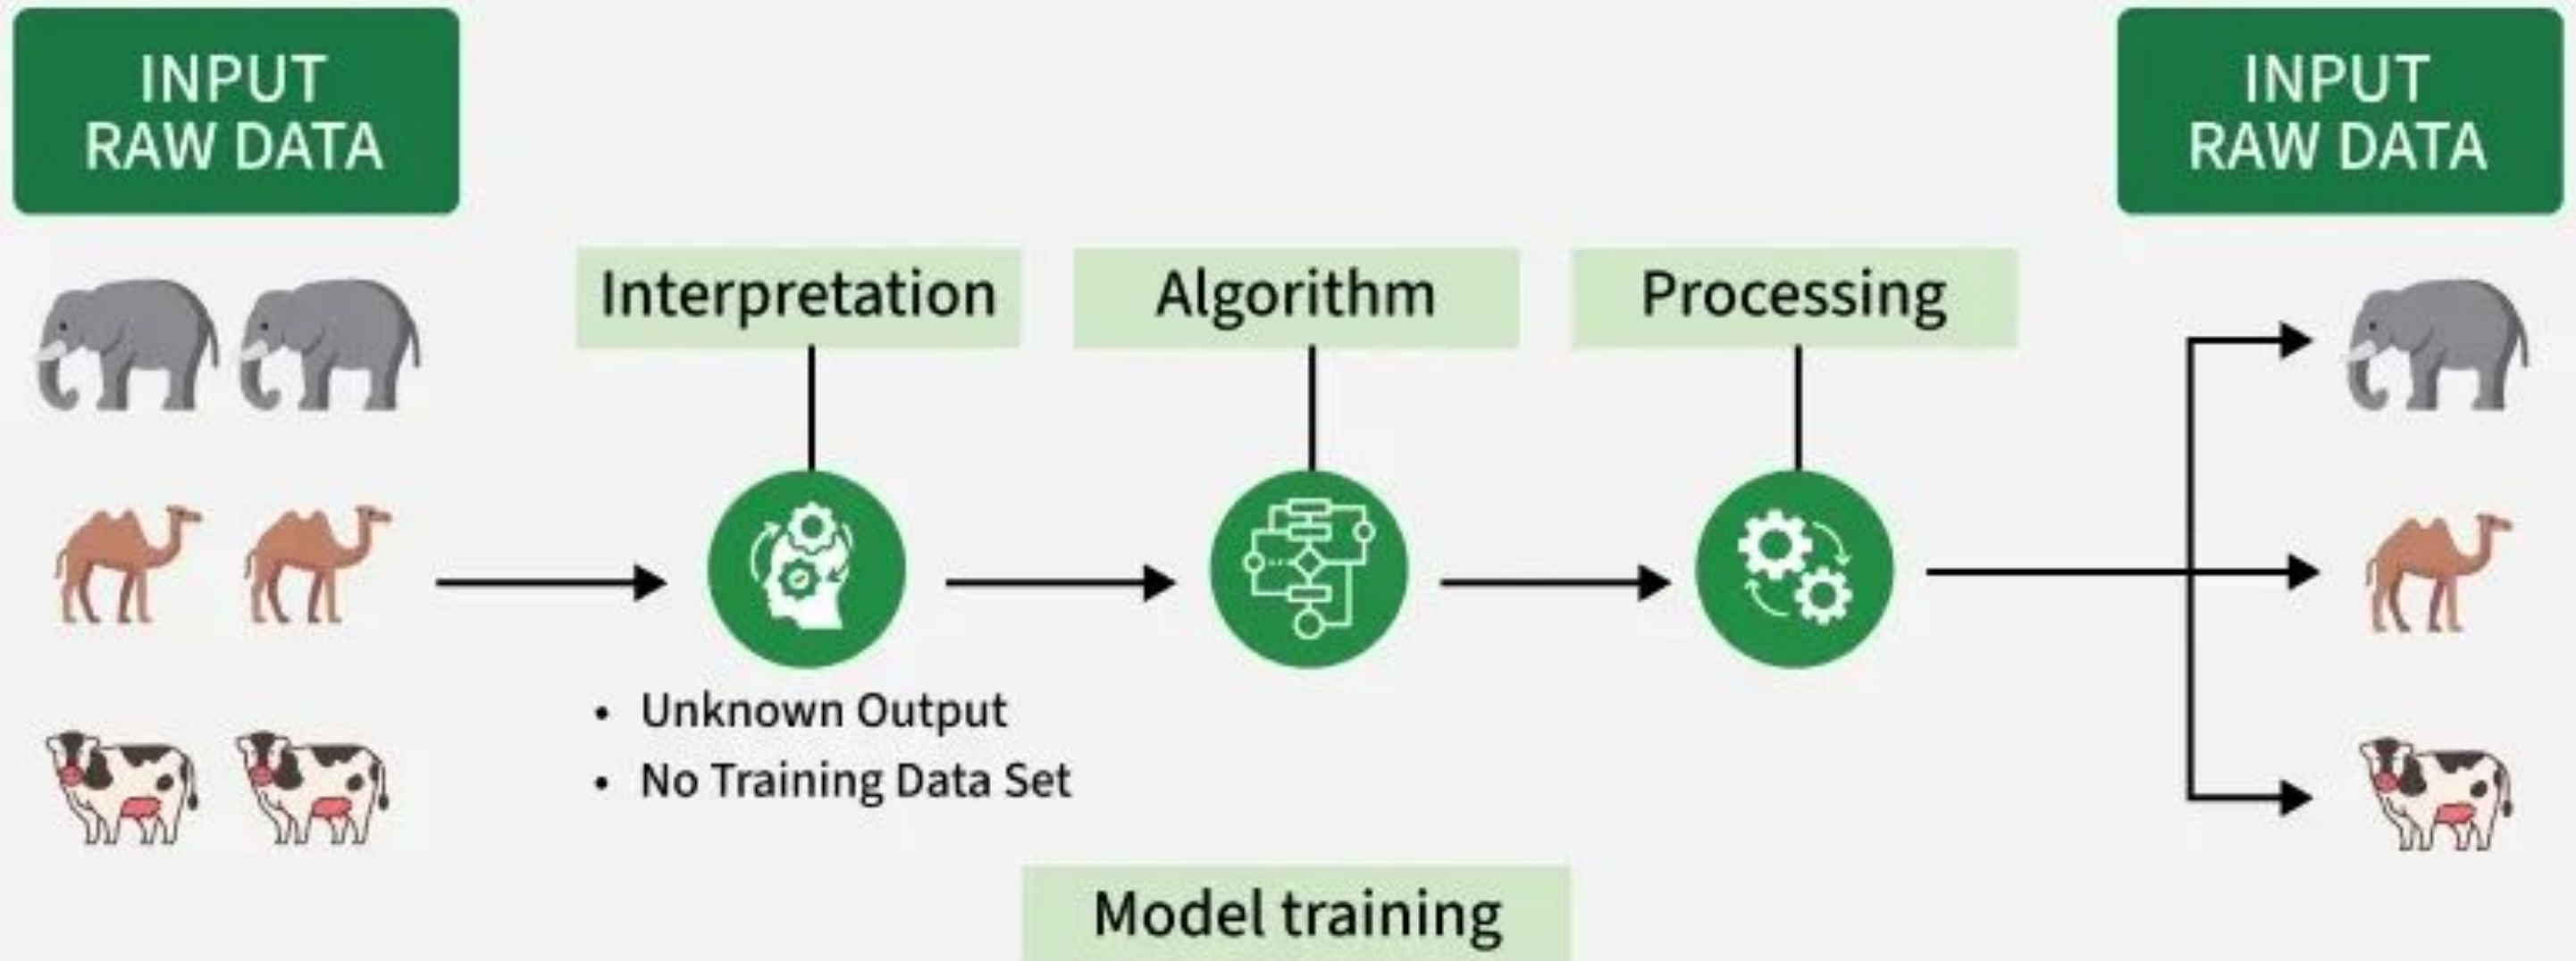 INPUT
RAW DATA
INPUT
RAW DATA
Interpretation
Algorithm
Processing
• Unknown Output
• No Training Data Set
Model training